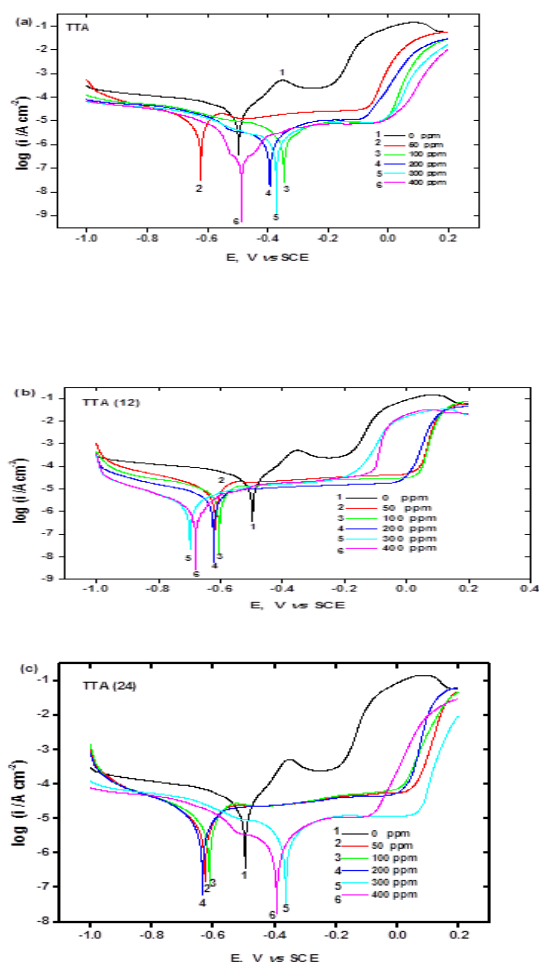 (a)
TTA
-1
-2
-3
-4
-5
-6
-7
-8
-9
log (i /A cm-2)
1
2
6
4
5
3
1 0 ppm
2 50 ppm
3 100 ppm
4 200 ppm
5 300 ppm
6 400 ppm
-1.0 -0.8 -0.6 -0.4 -0.2 0.0 0.2
E, V vs SCE
(b)
TTA (12)
-1
-2
-3
-4
-5
-6
-7
-8
-9
log (i /A cm-2)
2
1
5
6
4
3
1 0 ppm
2 50 ppm
3 100 ppm
4 200 ppm
5 300 ppm
6 400 ppm
-1.0 -0.8 -0.6 -0.4 -0.2 0.0 0.2 0.4
E, V vs SCE
(c)
TTA (24)
-1
-2
-3
-4
-5
-6
-7
-8
log (i /A cm-2)
4
2
3
1
6
5
1 0 ppm
2 50 ppm
3 100 ppm
4 200 ppm
5 300 ppm
6 400 ppm
-1.0 -0.8 -0.6 -0.4 -0.2 0.0 0.2
E, V vs SCE